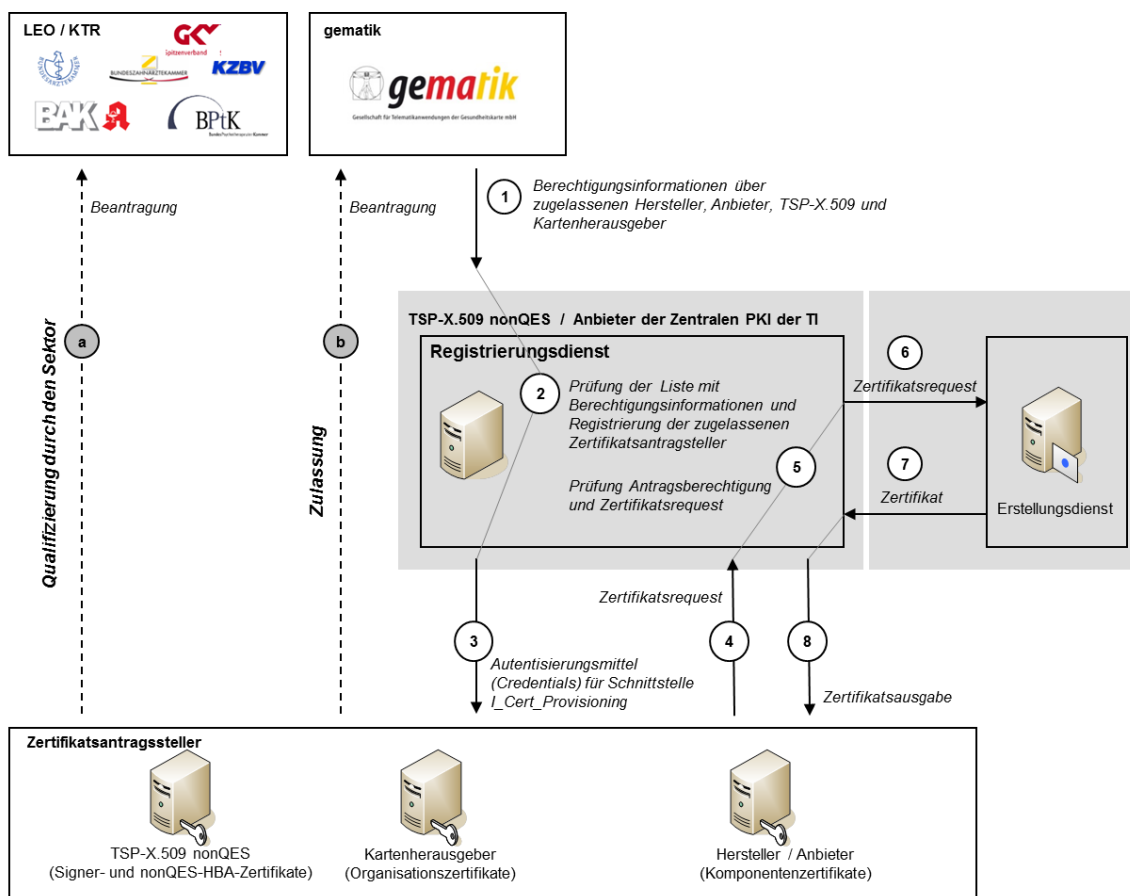 LEO / KTR
GKV
Spitzenverband
BUNDESÄRZTEKAMMER
BUNDESZAHNÄRZTEKAMMER
KZBV
BAK
BPtK
BundesPsychotherapeutenKammer
gematik
gematik
Gesellschaft für Telematikanwendungen der Gesundheitskarte mbH
Beantragung
Beantragung
1
Berechtigungsinformationen über
zugelassenen Hersteller, Anbieter, TSP-X.509 und
Kartenherausgeber
a
Qualifizierung durch den Sektor
b
Zulassung
TSP-X.509 nonQES / Anbieter der Zentralen PKI der TI
Registrierungsdienst
2
Prüfung der Liste mit
Berechtigungsinformationen und
Registrierung der zugelassenen
Zertifikatsantragsteller
5
Prüfung Antragsberechtigung
und Zertifikatsrequest
6
Zertifikatsrequest
7
Zertifikat
Erstellungsdienst
Zertifikatsrequest
3
4
8
Autentisierungsmittel
(Credentials) für Schnittstelle
I_Cert_Provisioning
Zertifikatsausgabe
Zertifikatsantragssteller
TSP-X.509 nonQES
(Signer- und nonQES-HBA-Zertifikate)
Kartenherausgeber
(Organisationszertifikate)
Hersteller / Anbieter
(Komponentenzertifikate)